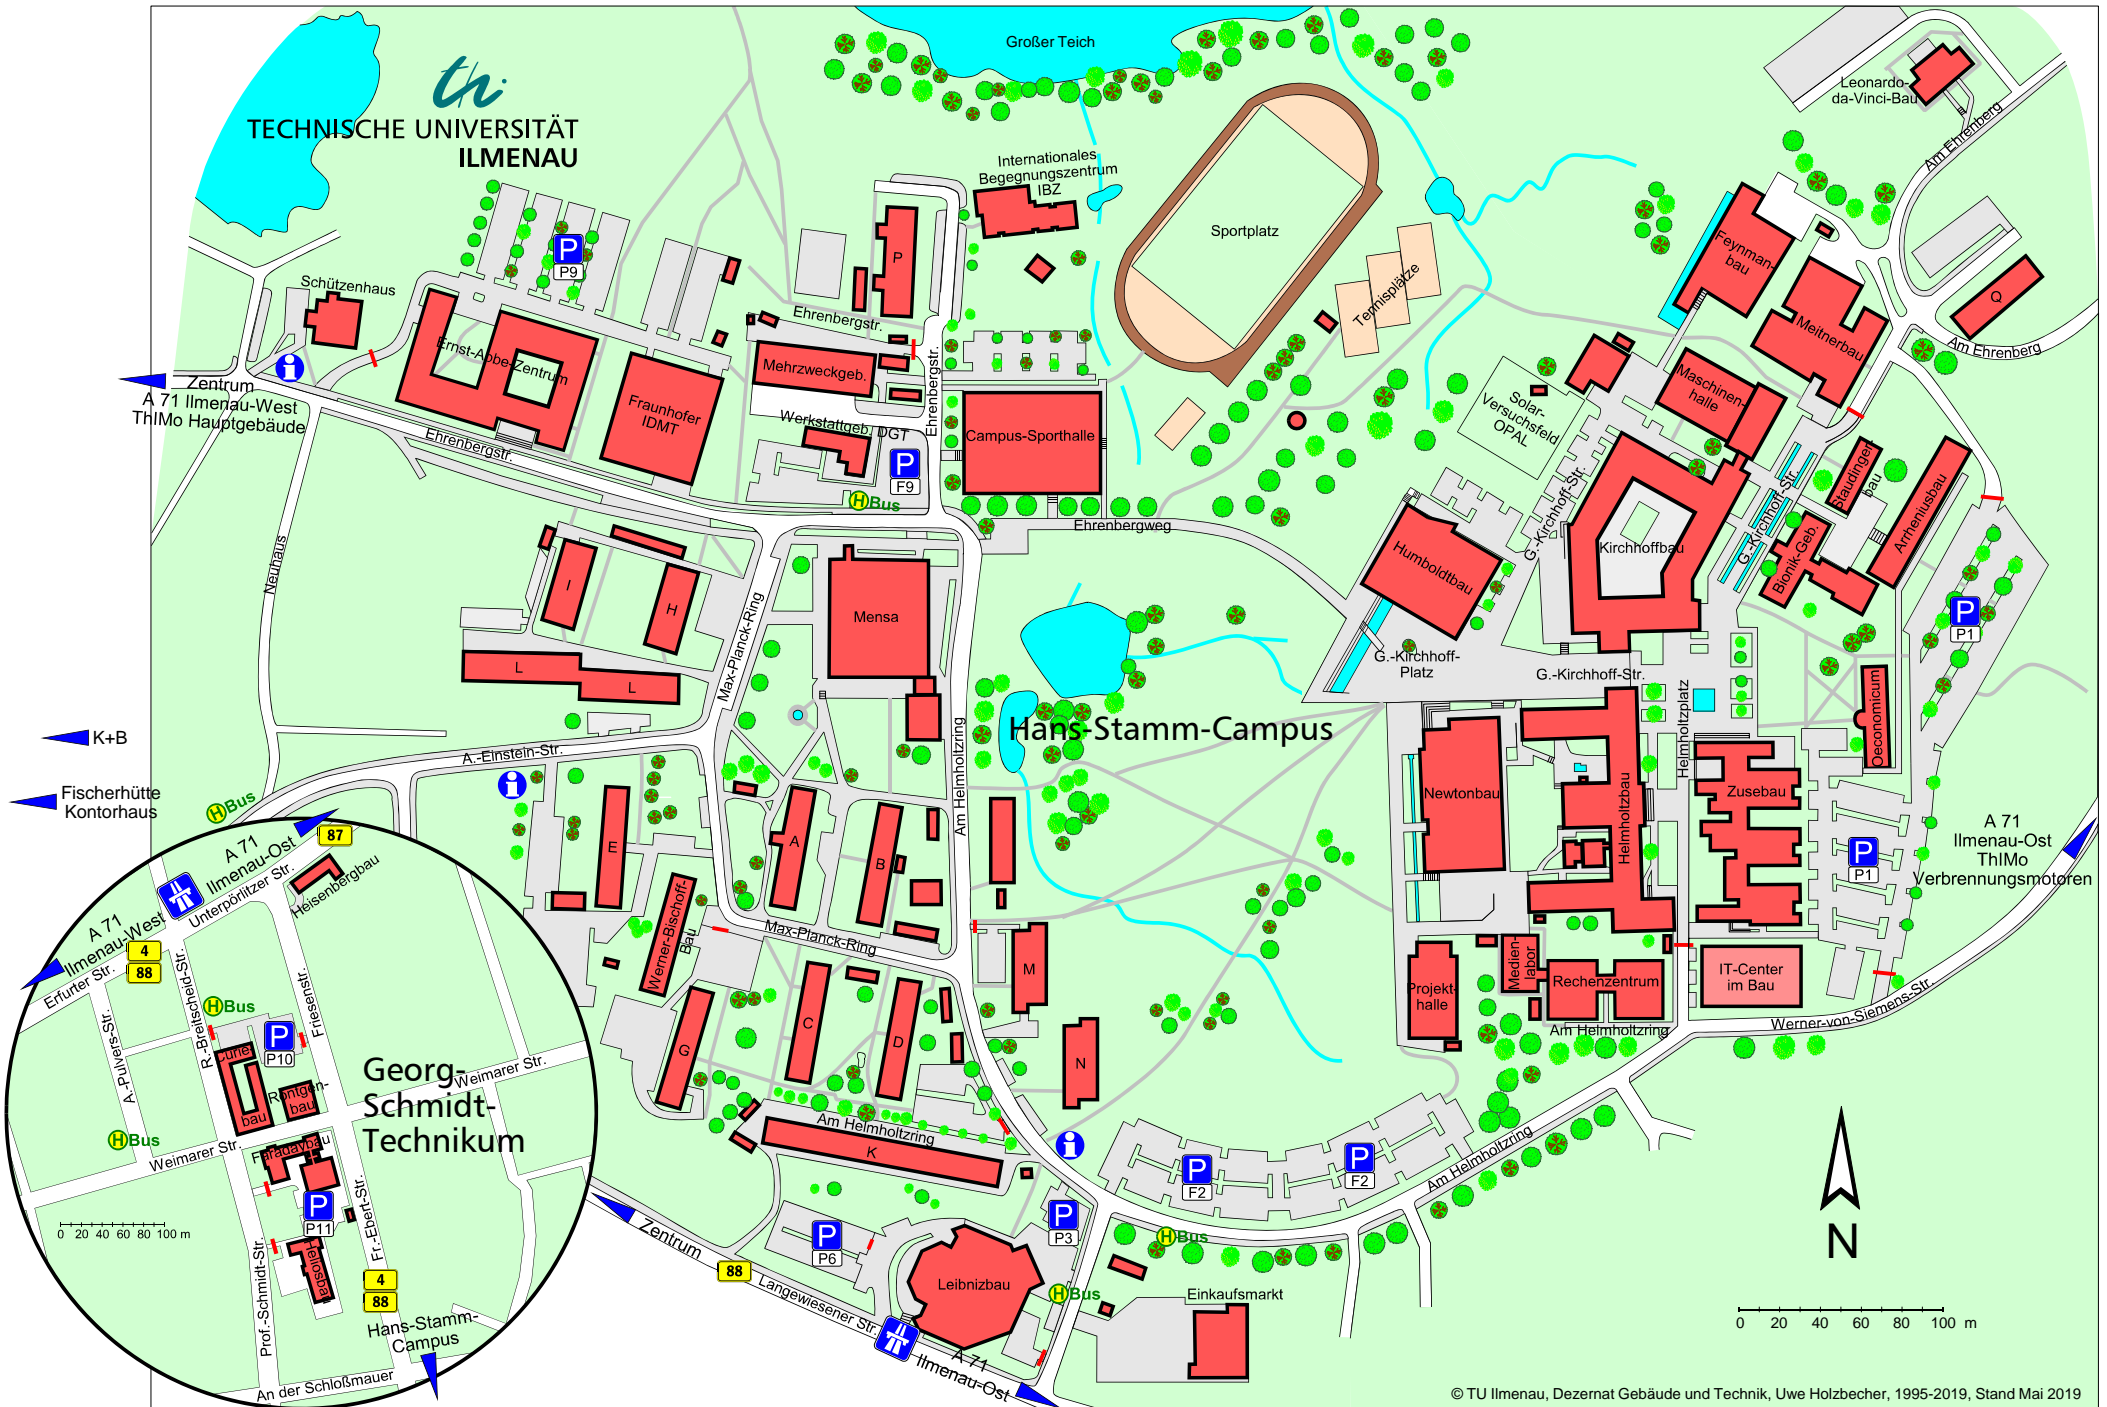 Großer Teich
thi
TECHNISCHE UNIVERSITÄT
ILMENAU
Leonardo-
da-Vinci-Bau
Am Ehrenberg
Internationales
Begegnungszentrum
IBZ
Sportplatz
Tennisplätze
Feynman-
bau
Meitnerbau
Q
Am Ehrenberg
P
P9
P
Schützenhaus
Ehrenbergstr.
Ernst-Abbe-Zentrum
Mehrzweckgeb.
Ehrenbergstr.
Fraunhofer
IDMT
Zentrum
A 71 Ilmenau-West
ThIMo Hauptgebäude
Ehrenbergstr.
Werkstattgeb. DGT
P
F9
H Bus
Campus-Sporthalle
Ehrenbergweg
Solar-
Versuchsfeld
OPAL
Maschinen-
halle
Staudinger-
bau
Arrheniusbau
G.-Kirchhoff-Str.
G.-Kirchhoff-Str.
Kirchhoffbau
Bionik-Geb.
Humboldtbau
P
P1
Neuhaus
I
H
L
L
Max-Planck-Ring
Mensa
G.-Kirchhoff-
Platz
G.-Kirchhoff-Str.
Helmholtzplatz
Oeconomicum
Hans-Stamm-Campus
Am Helmholtzring
K+B
A.-Einstein-Str.
Fischerhütte
Kontorhaus
H Bus
Newtonbau
Helmholtzbau
Zusebau
P
P1
A 71
Ilmenau-Ost
ThIMo
Verbrennungsmotoren
E
A
B
Werner-Bischoff-
Bau
Max-Planck-Ring
M
Projekt-
halle
Medien-
labor
Rechenzentrum
IT-Center
im Bau
Am Helmholtzring
Werner-von-Siemens-Str.
G
C
D
N
Am Helmholtzring
K
P
F2
P
F2
Am Helmholtzring
P
P3
P
P6
H Bus
H Bus
Leibnizbau
Einkaufsmarkt
Zentrum
88
Langewiesener Str.
A 71
Ilmenau-Ost
N
0 20 40 60 80 100 m
87
A 71
Ilmenau-Ost
Unterpörlitzer Str.
Heisenbergbau
A 71
Ilmenau-West
4
88
Erfurter Str.
R.-Breitscheid-Str.
Friesenstr.
H Bus
A.-Pulvers-Str.
P
P10
Curie-
bau
Röntgen-
bau
Georg-
Schmidt-
Technikum
Weimarer Str.
H Bus
Weimarer Str.
Faradaybau
P
P11
0 20 40 60 80 100 m
Heliosbau
Prof.-Schmidt-Str.
Fr.-Ebert-Str.
4
88
Hans-Stamm-
Campus
An der Schloßmauer
© TU Ilmenau, Dezernat Gebäude und Technik, Uwe Holzbecher, 1995-2019, Stand Mai 2019